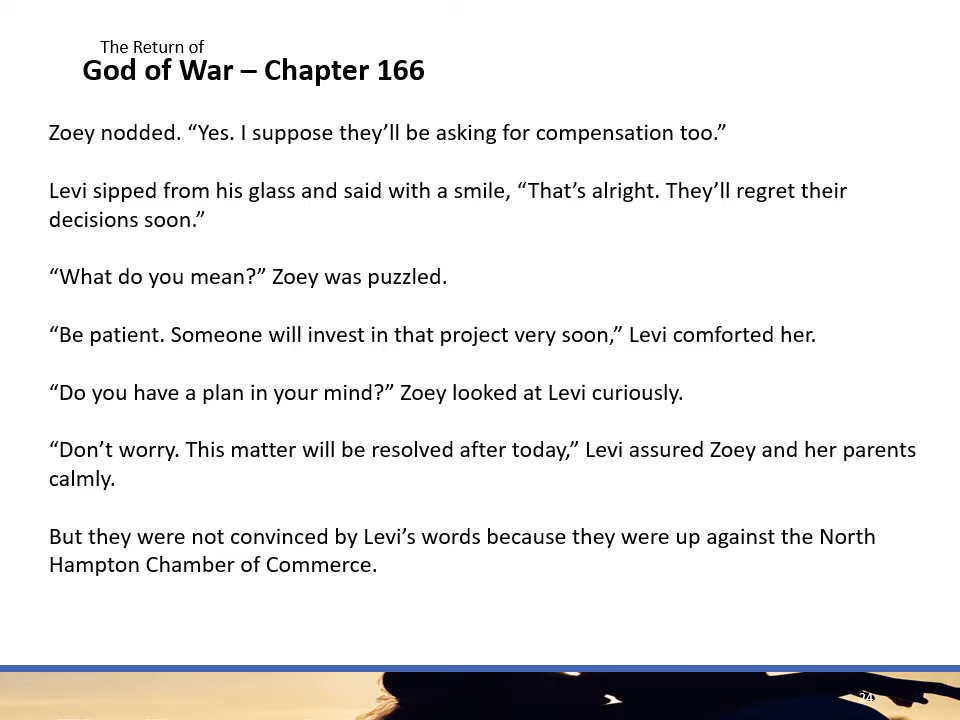 The Return of
God of War – Chapter 166
Zoey nodded. “Yes. I suppose they’ll be asking for compensation too.”
Levi sipped from his glass and said with a smile, “That’s alright. They’ll regret their
decisions soon.”
“What do you mean?” Zoey was puzzled.
“Be patient. Someone will invest in that project very soon,” Levi comforted her.
“Do you have a plan in your mind?” Zoey looked at Levi curiously.
“Don’t worry. This matter will be resolved after today,” Levi assured Zoey and her parents
calmly.
But they were not convinced by Levi’s words because they were up against the North
Hampton Chamber of Commerce.
24